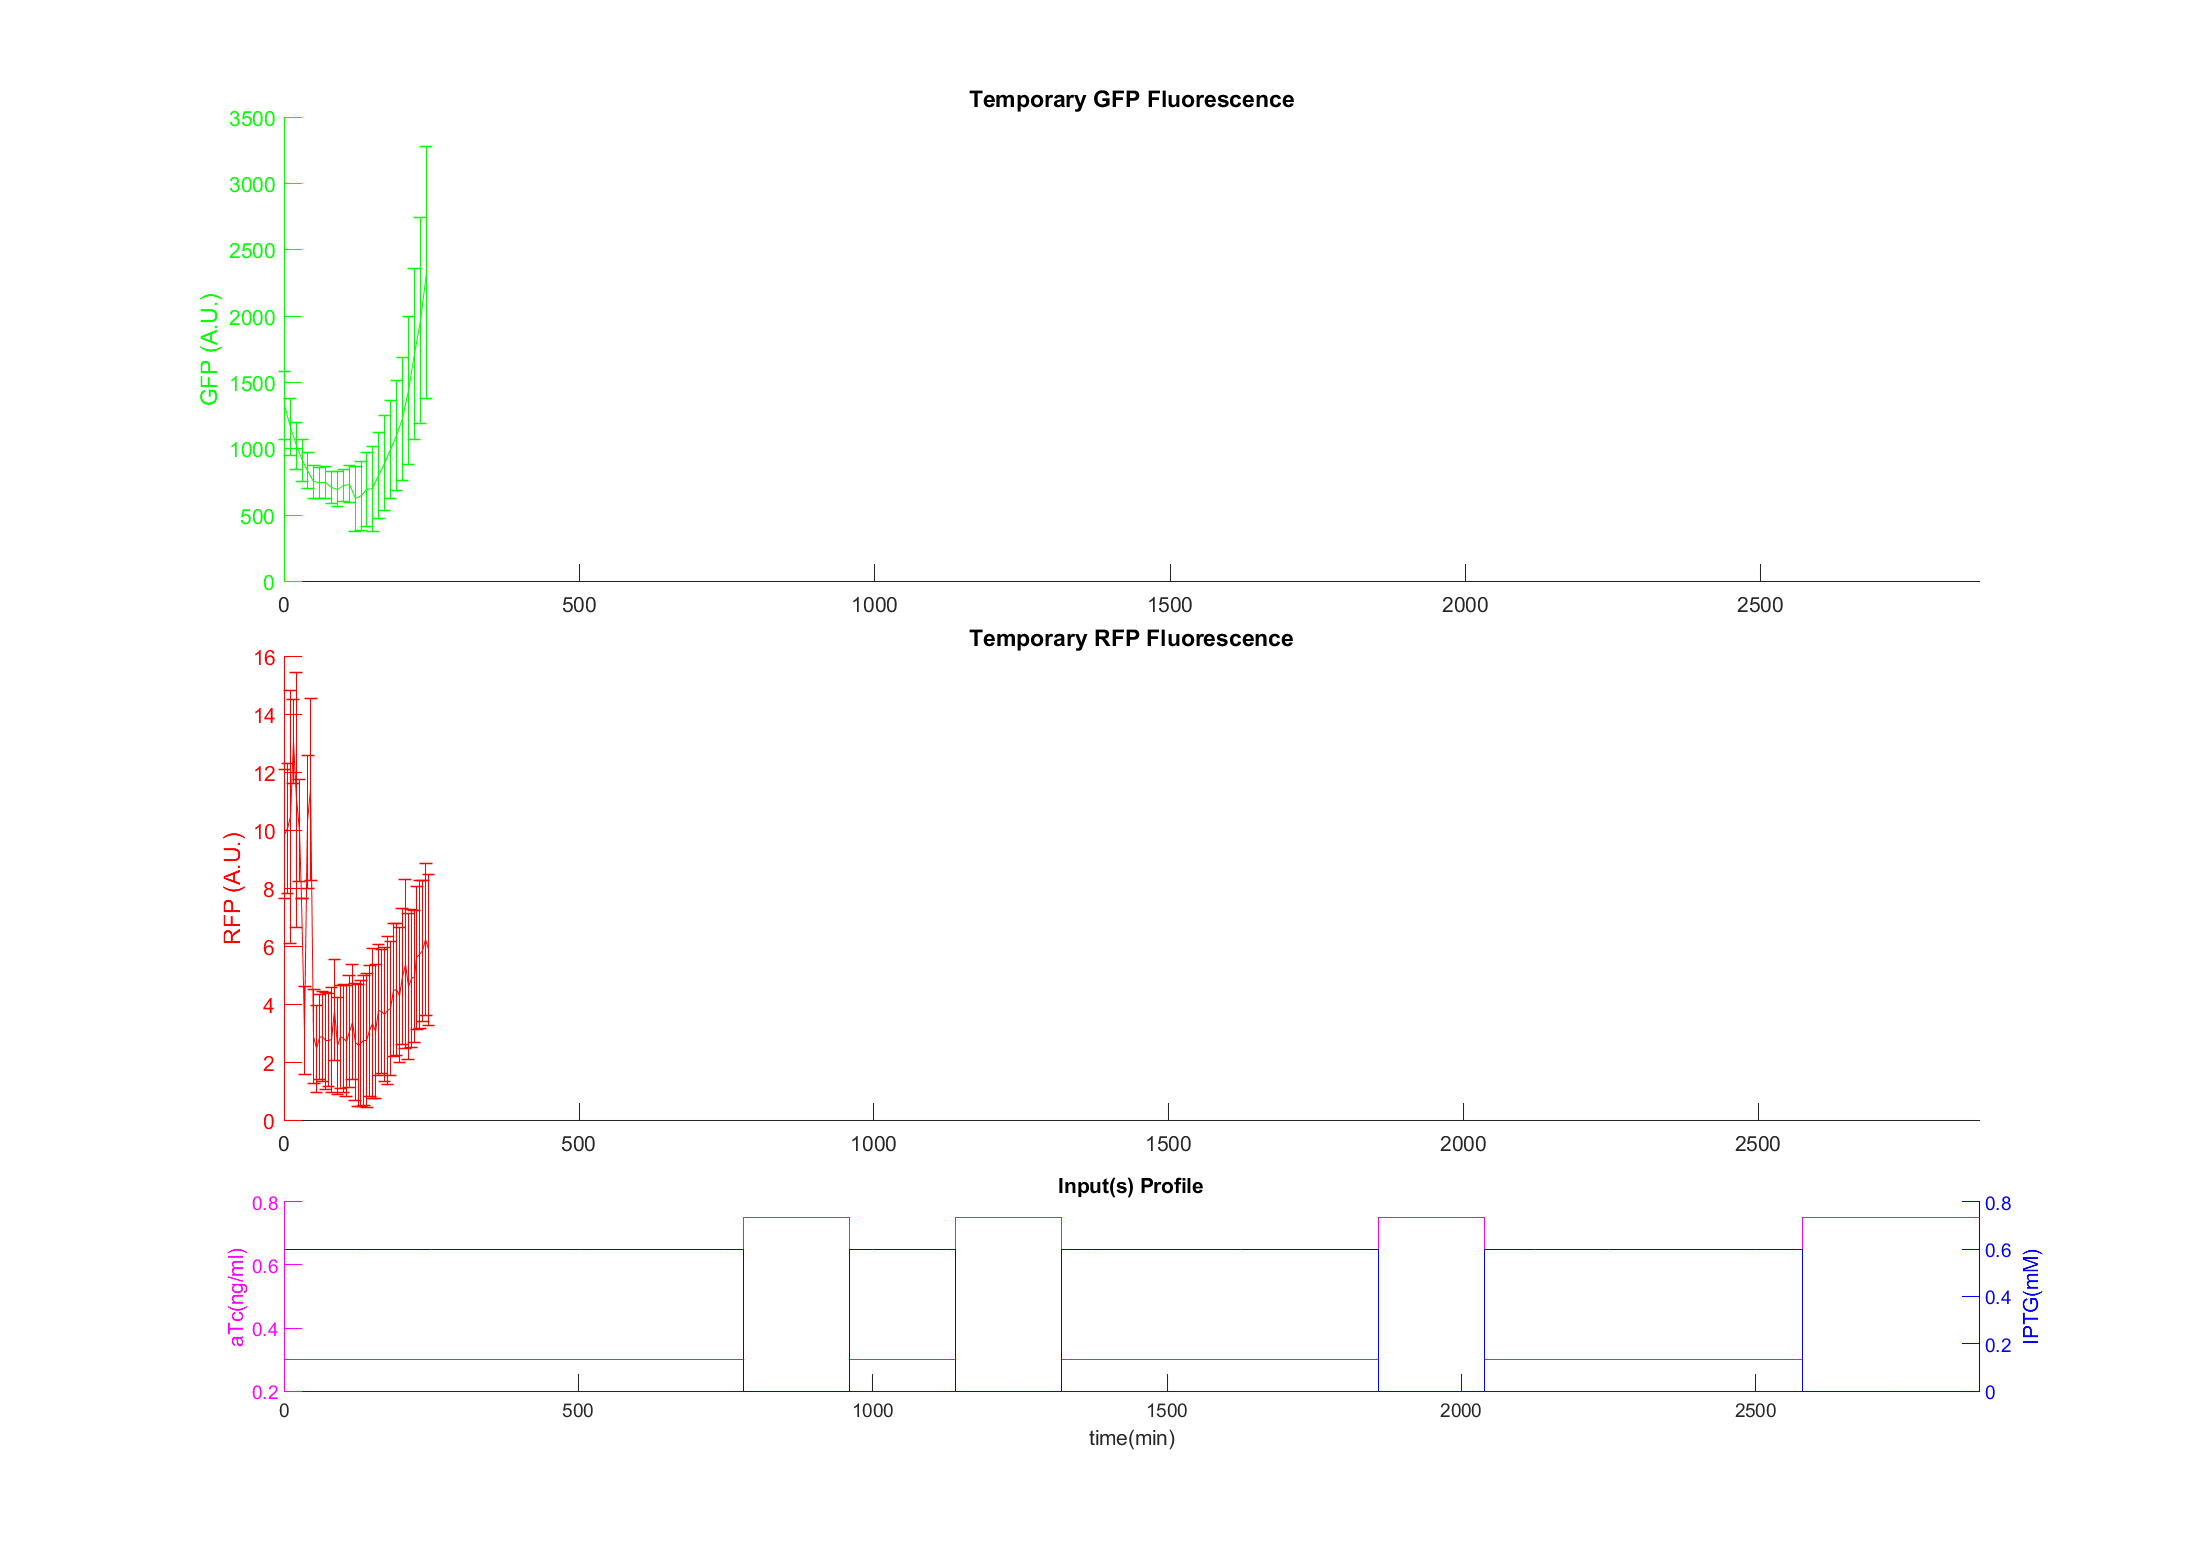 Temporary GFP Fluorescence
3500
3000
2500
2000
1500
1000
500
0
GFP (A.U.)
0 500 1000 1500 2000 2500
Temporary RFP Fluorescence
16
14
12
10
8
6
4
2
0
RFP (A.U.)
0 500 1000 1500 2000 2500
Input(s) Profile
0.8
0.6
0.4
0.2
aTc(ng/ml)
0.8
0.6
0.4
0.2
0
IPTG(mM)
0 500 1000 1500 2000 2500
time(min)